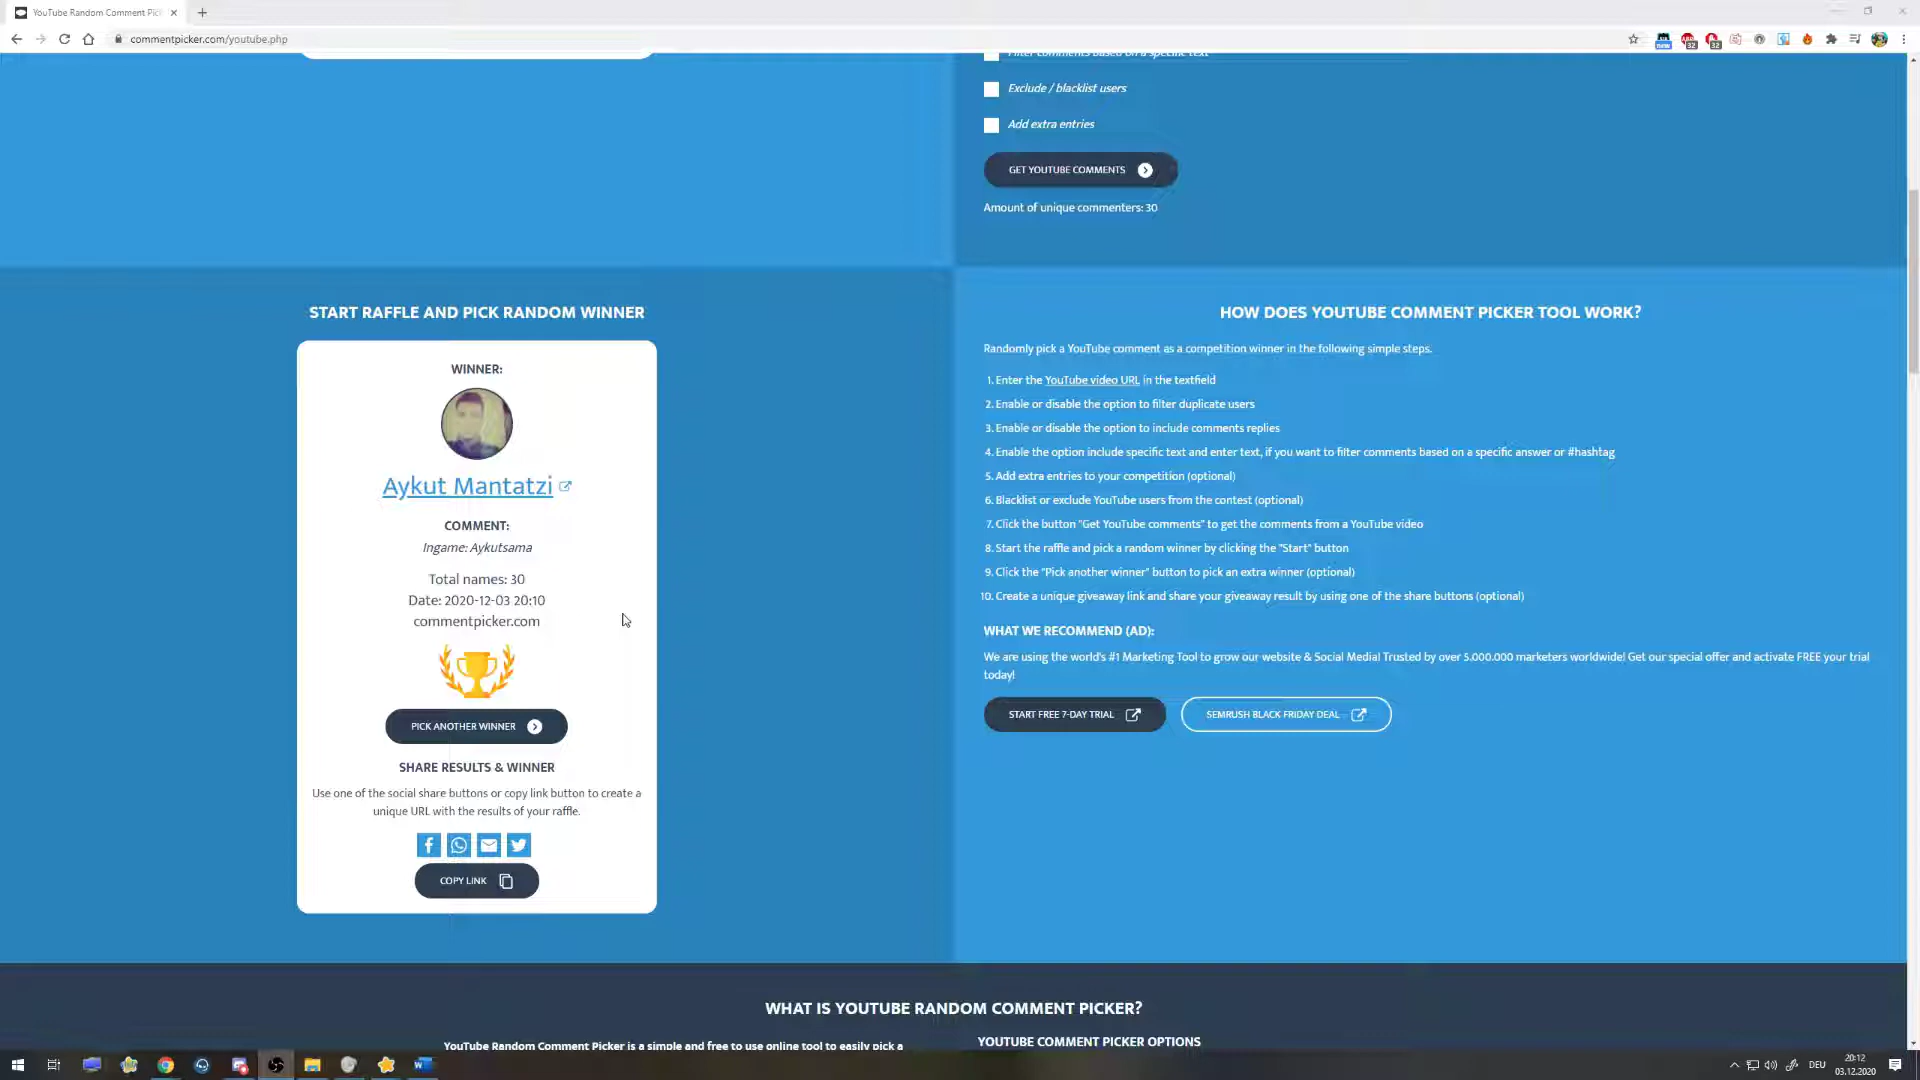 YouTube Random Comment Pic
commentpicker.com/youtube.php
new
32
32
Filter comments based on a specific text
Exclude / blacklist users
Add extra entries
GET YOUTUBE COMMENTS
Amount of unique commenters: 30
START RAFFLE AND PICK RANDOM WINNER
WINNER:
Aykut Mantatzi
COMMENT:
Ingame: Aykutsama
Total names: 30
Date: 2020-12-03 20:10
commentpicker.com
PICK ANOTHER WINNER
SHARE RESULTS & WINNER
Use one of the social share buttons or copy link button to create a
unique URL with the results of your raffle.
COPY LINK
HOW DOES YOUTUBE COMMENT PICKER TOOL WORK?
Randomly pick a YouTube comment as a competition winner in the following simple steps.
1. Enter the YouTube video URL in the textfield
2. Enable or disable the option to filter duplicate users
3. Enable or disable the option to include comments replies
4. Enable the option include specific text and enter text, if you want to filter comments based on a specific answer or #hashtag
5. Add extra entries to your competition (optional)
6. Blacklist or exclude YouTube users from the contest (optional)
7. Click the button "Get YouTube comments" to get the comments from a YouTube video
8. Start the raffle and pick a random winner by clicking the "Start" button
9. Click the "Pick another winner" button to pick an extra winner (optional)
10. Create a unique giveaway link and share your giveaway result by using one of the share buttons (optional)
WHAT WE RECOMMEND (AD):
We are using the world's #1 Marketing Tool to grow our website & Social Media! Trusted by over 5.000.000 marketers worldwide! Get our special offer and activate FREE your trial
today!
START FREE 7-DAY TRIAL
SEMRUSH BLACK FRIDAY DEAL
WHAT IS YOUTUBE RANDOM COMMENT PICKER?
YouTube Random Comment Picker is a simple and free to use online tool to easily pick a
YOUTUBE COMMENT PICKER OPTIONS
DEU
20:12
03.12.2020